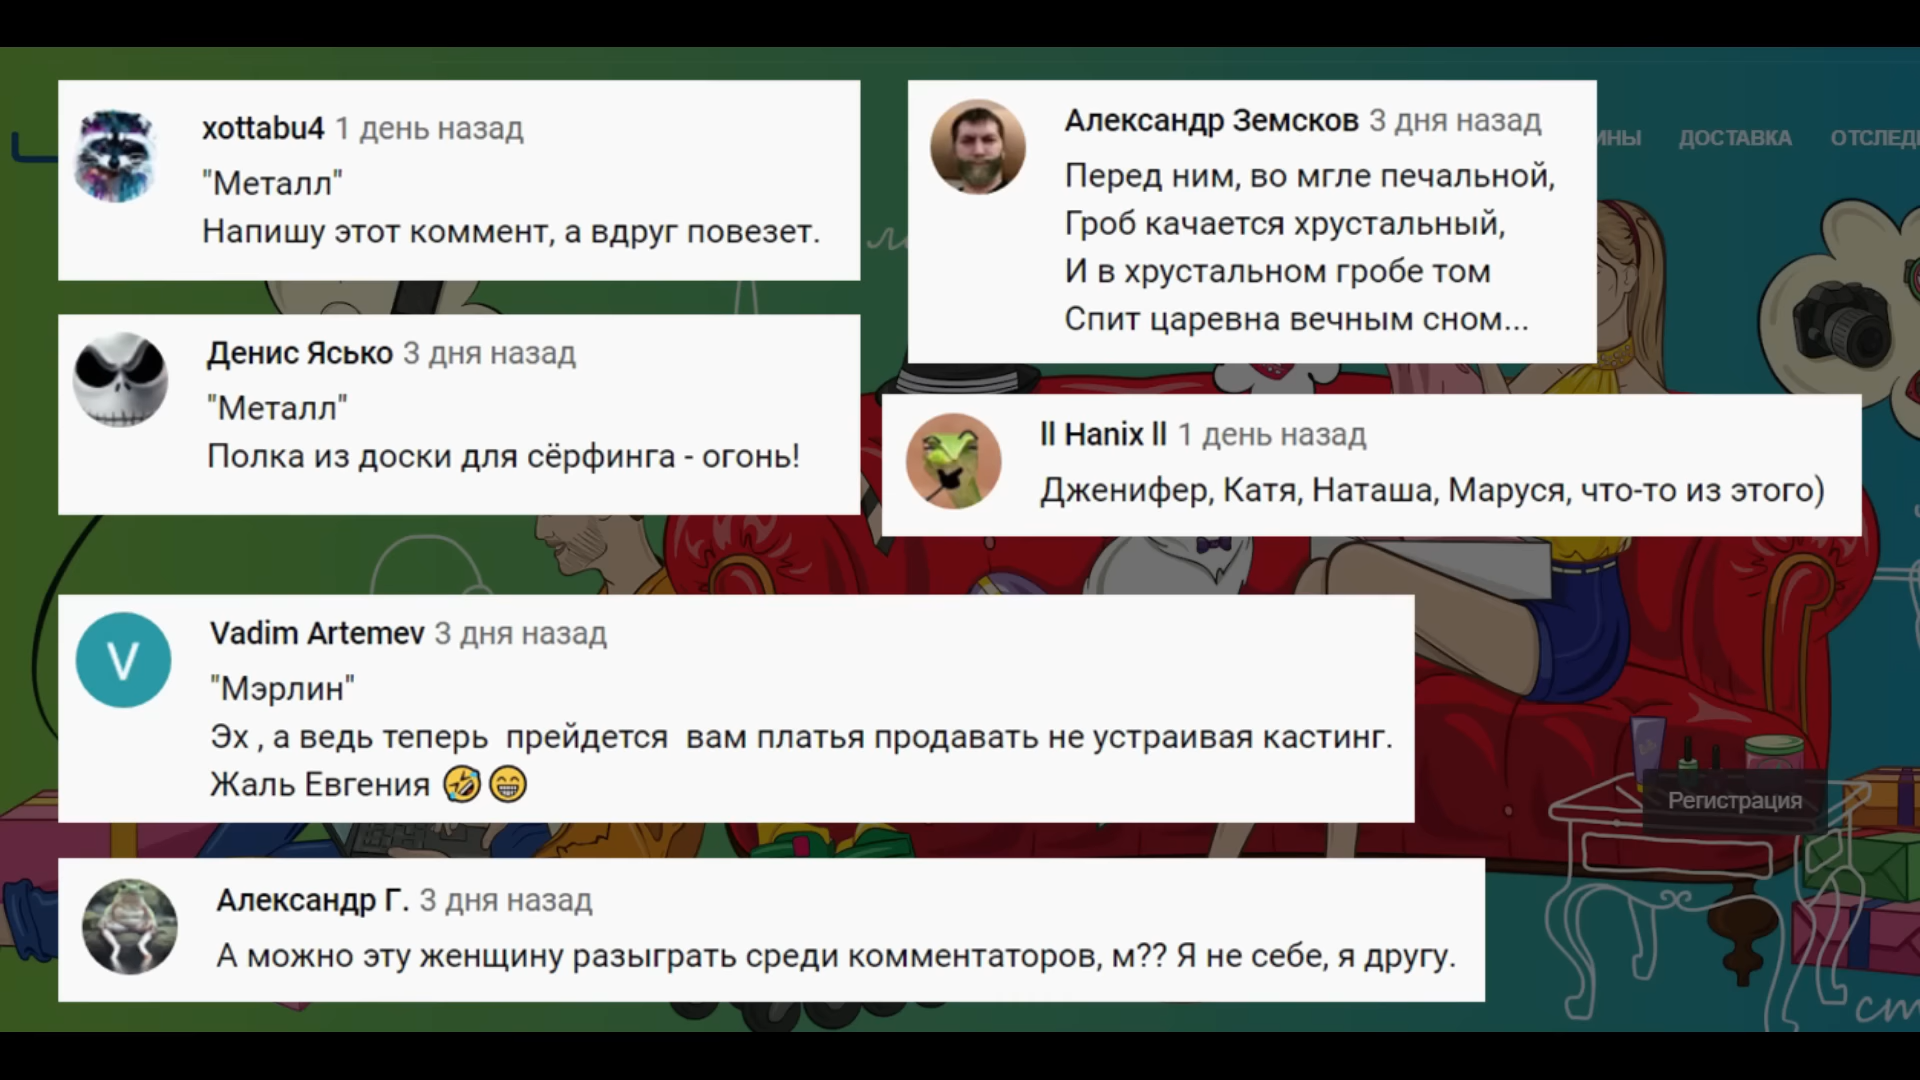 xottabu4 1 день назад
"Металл"
Напишу этот коммент, а вдруг повезет.
Денис Ясько 3 дня назад
"Металл"
Полка из доски для сёрфинга - огонь!
Александр Земсков 3 дня назад
Перед ним, во мгле печальной,
Гроб качается хрустальный,
И в хрустальном гробе том
Спит царевна вечным сном...
ДОСТАВКА
ll Hanix ll 1 день назад
Дженифер, Катя, Наташа, Маруся, что-то из этого)
V
Vadim Artemev 3 дня назад
"Мэрлин"
Эх , а ведь теперь прейдется вам платья продавать не устраивая кастинг.
Жаль Евгения 🤣😁
Регистрация
Александр Г. 3 дня назад
А можно эту женщину разыграть среди комментаторов, м?? Я не себе, я другу.